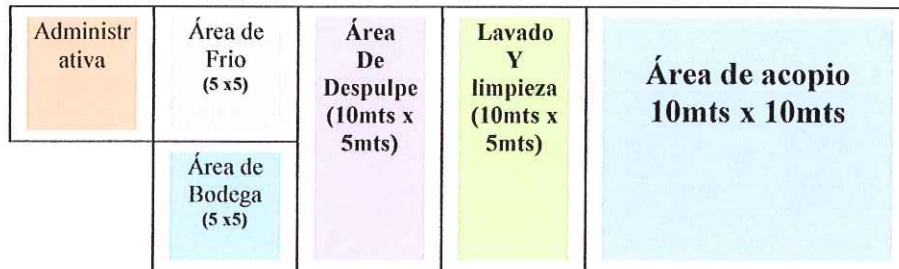 Administr
ativa
Área de
Frio
(5 x5)
Área
De
Despulpe
(10mts x
5mts)
Lavado
Y
limpieza
(10mts x
5mts)
Área de acopio
10mts x 10mts
Área de
Bodega
(5 x5)